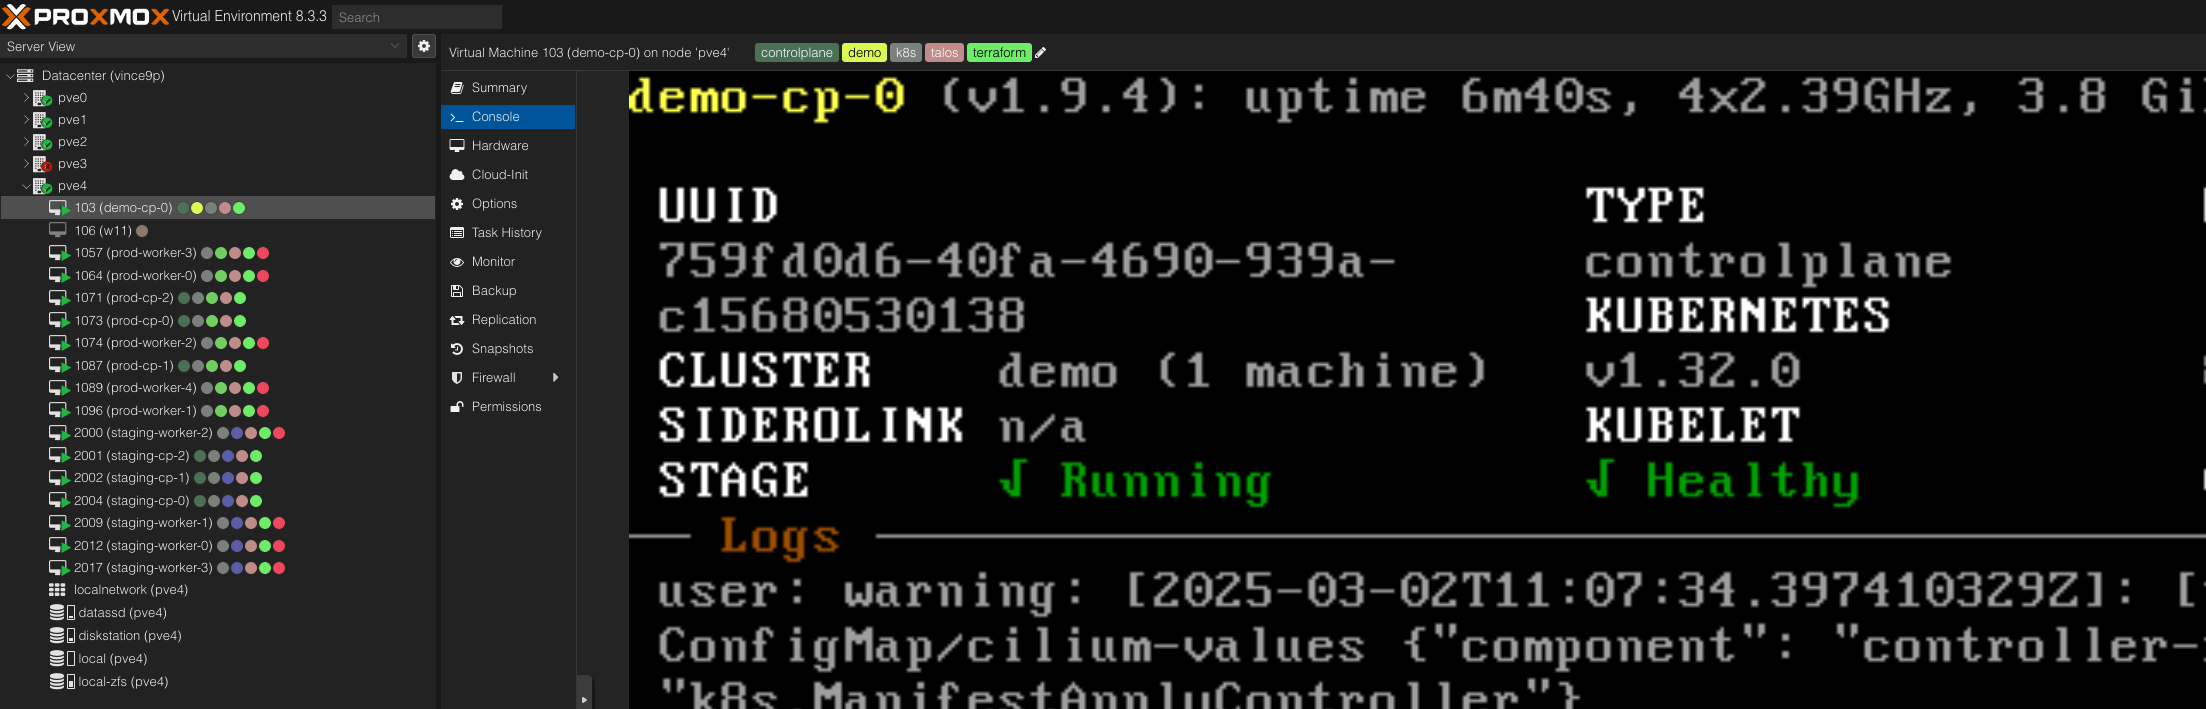 PROXMOX Virtual Environment 8.3.3 Search
Server View
Datacenter (vince9p)
pve0
pve1
pve2
pve3
pve4
103 (demo-cp-0)
106 (w11)
1057 (prod-worker-3)
1064 (prod-worker-0)
1071 (prod-cp-2)
1073 (prod-cp-0)
1074 (prod-worker-2)
1087 (prod-cp-1)
1089 (prod-worker-4)
1096 (prod-worker-1)
2000 (staging-worker-2)
2001 (staging-cp-2)
2002 (staging-cp-1)
2004 (staging-cp-0)
2009 (staging-worker-1)
2012 (staging-worker-0)
2017 (staging-worker-3)
localnetwork (pve4)
datassd (pve4)
diskstation (pve4)
local (pve4)
local-zfs (pve4)
Virtual Machine 103 (demo-cp-0) on node 'pve4' controlplane demo k8s talos terraform
Summary
Console
Hardware
Cloud-Init
Options
Task History
Monitor
Backup
Replication
Snapshots
Firewall
Permissions
demo-cp-0 (v1.9.4): uptime 6m40s, 4x2.39GHz, 3.8
UUID TYPE
759fd0d6-40fa-4690-939a- controlplane
c15680530138 KUBERNETES
CLUSTER demo (1 machine) v1.32.0
SIDEROLINK n/a KUBELET
STAGE √ Running √ Healthy
Logs
user: warning: [2025-03-02T11:07:34.397410329Z]: [
ConfigMap/cilium-values {"component": "controller-
"k8s.ManifestApplyController"}